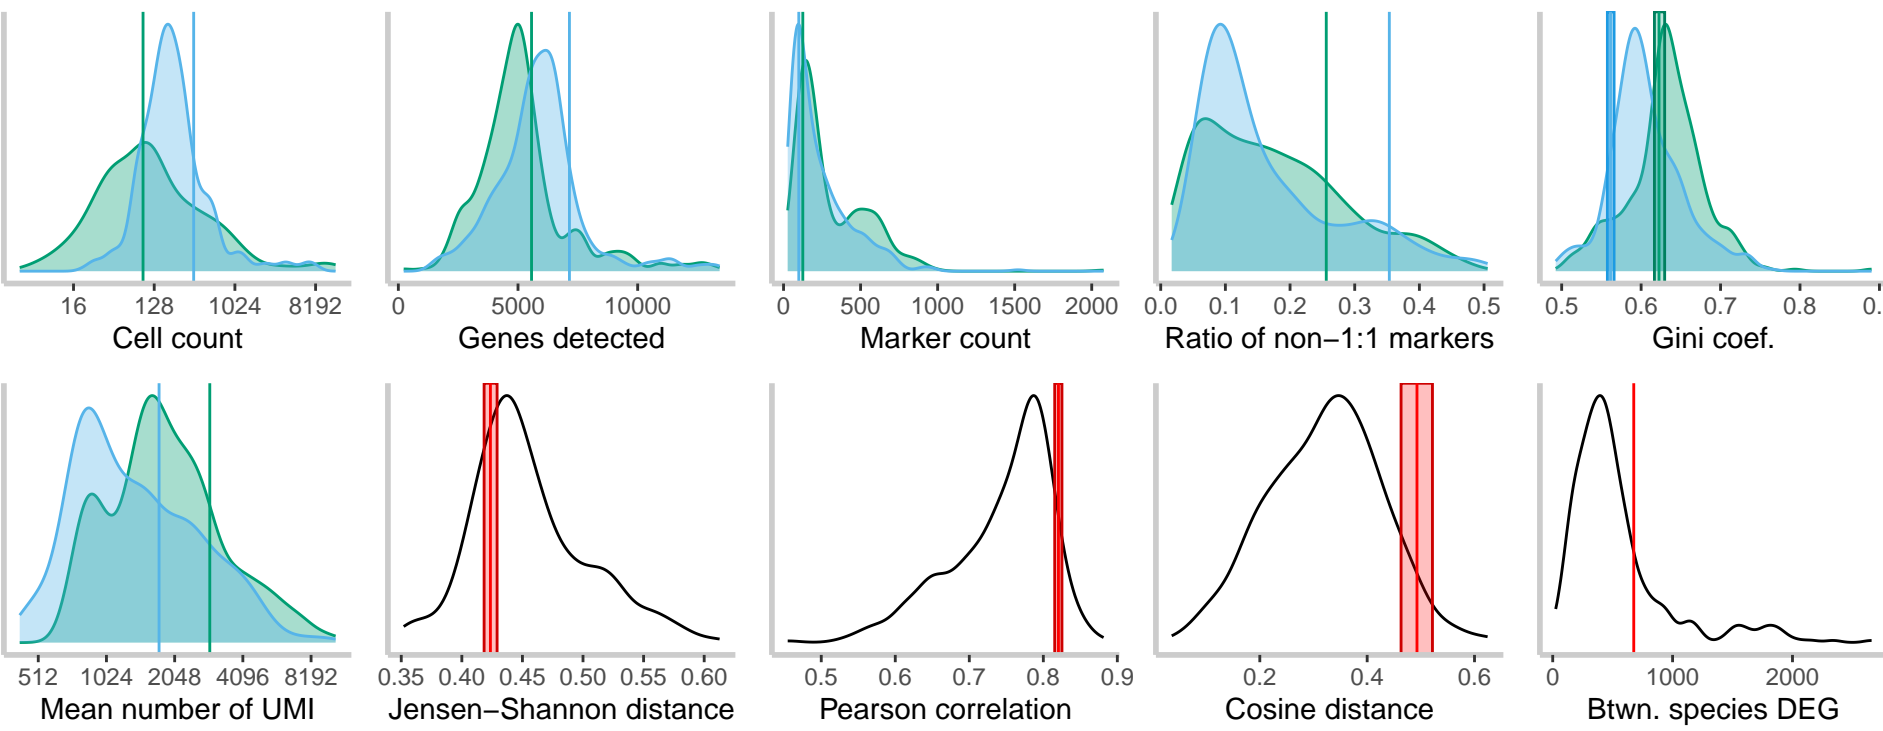 16 128 1024 8192
Cell count
0 5000 10000
Genes detected
0 500 1000 1500 2000
Marker count
0.0 0.1 0.2 0.3 0.4 0.5
Ratio of non−1:1 markers
0.5 0.6 0.7 0.8 0.
Gini coef.
512 1024 2048 4096 8192
Mean number of UMI
0.35 0.40 0.45 0.50 0.55 0.60
Jensen−Shannon distance
0.5 0.6 0.7 0.8 0.9
Pearson correlation
0.2 0.4 0.6
Cosine distance
0 1000 2000
Btwn. species DEG